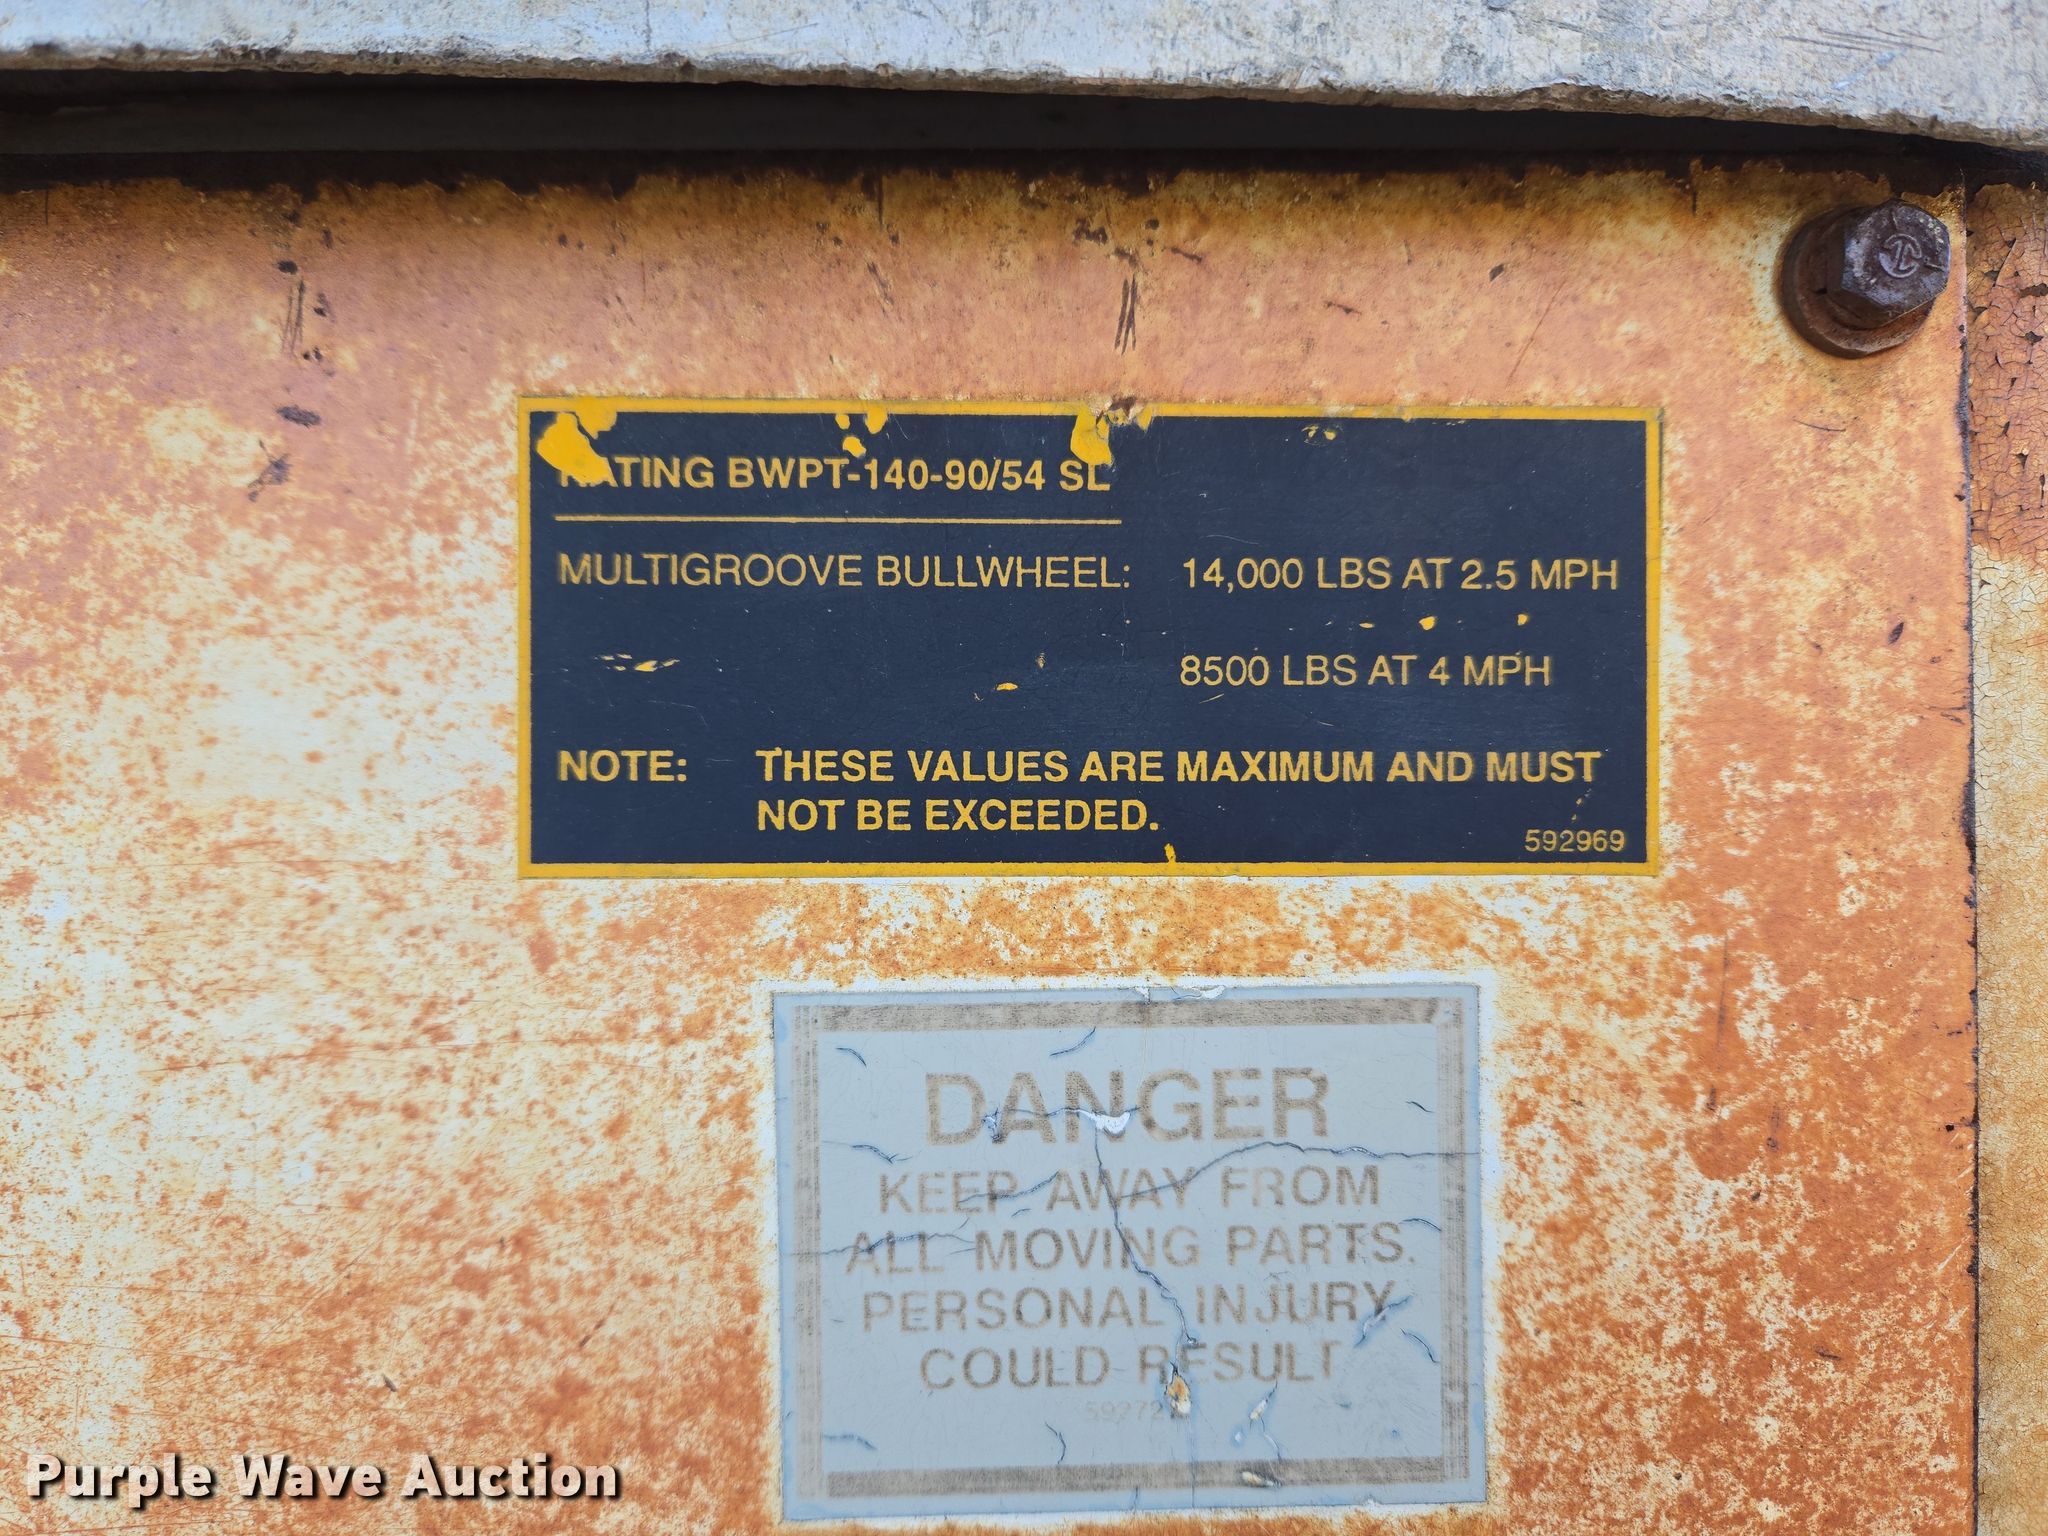 RATING BWPT-140-90/54 SL
MULTIGROOVE BULLWHEEL: 14,000 LBS AT 2.5 MPH
8500 LBS AT 4 MPH
NOTE: THESE VALUES ARE MAXIMUM AND MUST
NOT BE EXCEEDED.
592969
DANGER
KEEP AWAY FROM
ALL MOVING PARTS.
PERSONAL INJURY
COULD RESULT
Purple Wave Auction